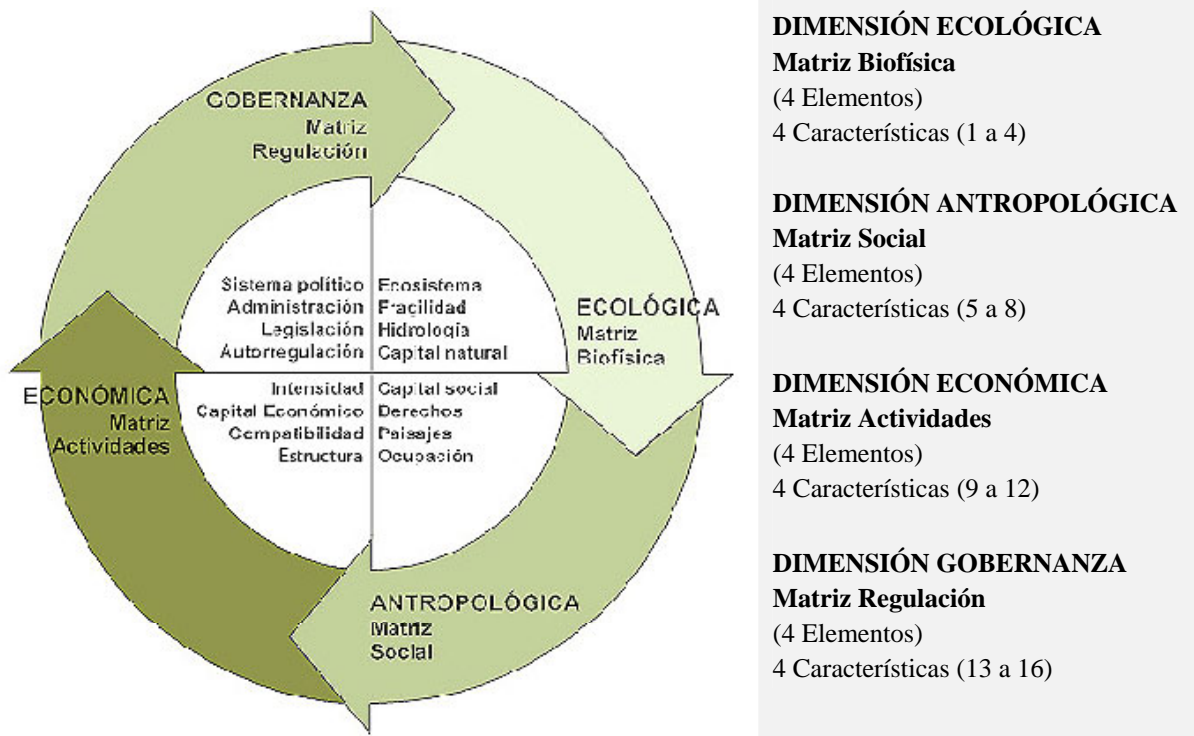 GOBERNANZA
Matriz
Regulación
Sistema político
Administración
Legislación
Autorregulación
Ecosistema
Fragilidad
Hidrología
Capital natural
ECOLÓGICA
Matriz
Biofísica
ECONÓMICA
Matriz
Actividades
Intensidad
Capital Económico
Compatibilidad
Estructura
Capital social
Derechos
Paisajes
Ocupación
ANTROPOLÓGICA
Matriz
Social
DIMENSIÓN ECOLÓGICA
Matriz Biofísica
(4 Elementos)
4 Características (1 a 4)
DIMENSIÓN ANTROPOLÓGICA
Matriz Social
(4 Elementos)
4 Características (5 a 8)
DIMENSIÓN ECONÓMICA
Matriz Actividades
(4 Elementos)
4 Características (9 a 12)
DIMENSIÓN GOBERNANZA
Matriz Regulación
(4 Elementos)
4 Características (13 a 16)